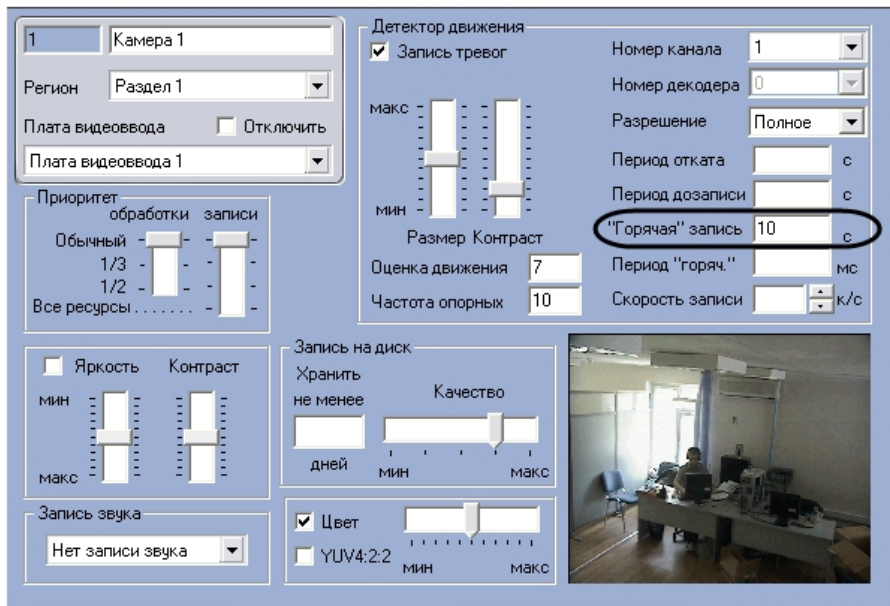 1
Камера 1
Регион
Раздел 1
Плата видеоввода
Отключить
Плата видеоввода 1
Приоритет
обработки записи
Обычный
1/3
1/2
Все ресурсы.......
Детектор движения
Запись тревог
макс
мин
Размер Контраст
Оценка движения 7
Частота опорных 10
Номер канала 1
Номер декодера 0
Разрешение Полное
Период отката с
Период дозаписи с
"Горячая" запись 10 с
Период "горяч." мс
Скорость записи к/с
Яркость Контраст
мин
макс
Запись звука
Нет записи звука
Запись на диск
Хранить
не менее
дней
Качество
мин макс
Цвет
YUV4:2:2
мин макс